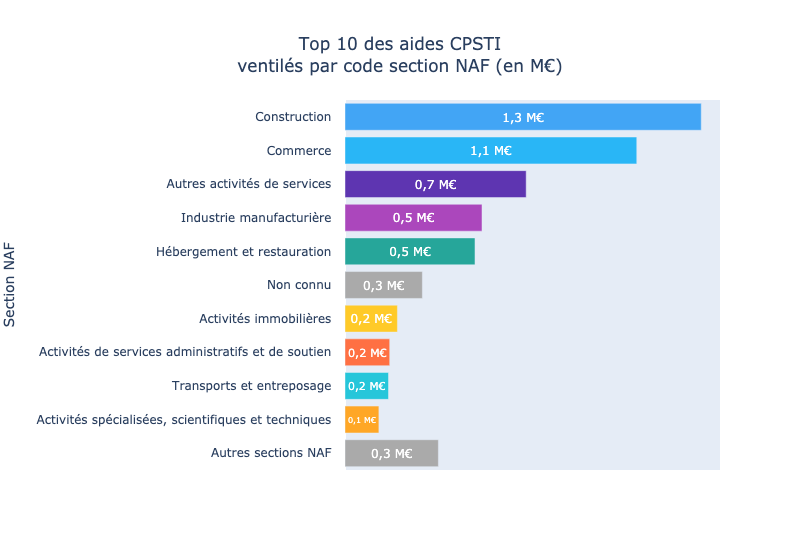 Top 10 des aides CPSTI
ventilés par code section NAF (en M€)
Section NAF
Construction 1,3 M€
Commerce 1,1 M€
Autres activités de services 0,7 M€
Industrie manufacturière 0,5 M€
Hébergement et restauration 0,5 M€
Non connu 0,3 M€
Activités immobilières 0,2 M€
Activités de services administratifs et de soutien 0,2 M€
Transports et entreposage 0,2 M€
Activités spécialisées, scientifiques et techniques 0,1 M€
Autres sections NAF 0,3 M€